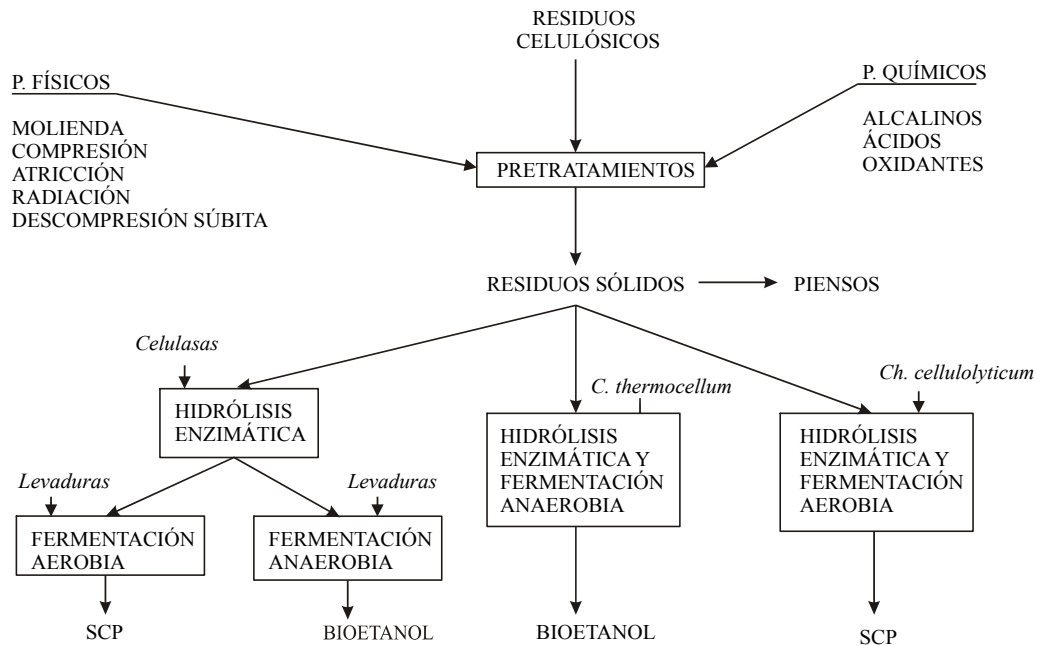 RESIDUOS
CELULÓSICOS
P. FÍSICOS
MOLIENDA
COMPRESIÓN
ATRICCIÓN
RADIACIÓN
DESCOMPRESIÓN SÚBITA
P. QUÍMICOS
ALCALINOS
ÁCIDOS
OXIDANTES
PRETRATAMIENTOS
RESIDUOS SÓLIDOS
PIENSOS
Celulasas
HIDRÓLISIS
ENZIMÁTICA
C. thermocellum
HIDRÓLISIS
ENZIMÁTICA Y
FERMENTACIÓN
ANAEROBIA
Ch. cellulolyticum
HIDRÓLISIS
ENZIMÁTICA Y
FERMENTACIÓN
AEROBIA
Levaduras
FERMENTACIÓN
AEROBIA
Levaduras
FERMENTACIÓN
ANAEROBIA
SCP
BIOETANOL
BIOETANOL
SCP